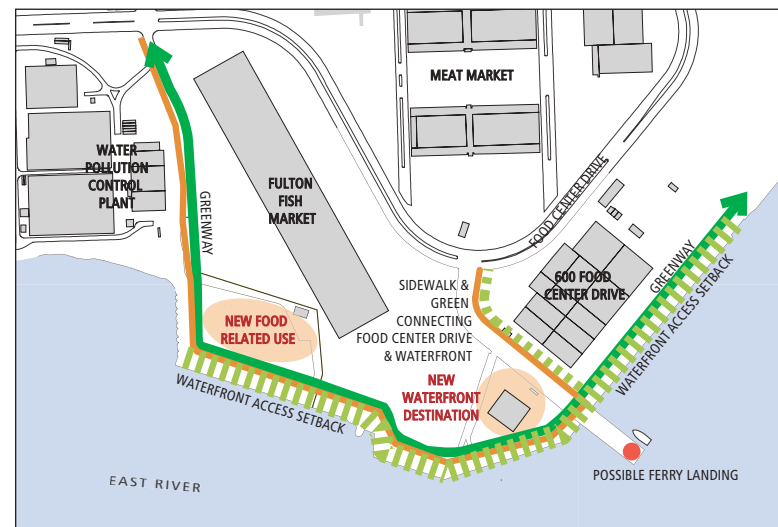 MEAT MARKET
WATER
POLLUTION
CONTROL
PLANT
GREENWAY
FULTON
FISH
MARKET
FOOD CENTER DRIVE
600 FOOD
CENTER DRIVE
GREENWAY
WATERFRONT ACCESS SETBACK
SIDEWALK &
GREEN
CONNECTING
FOOD CENTER DRIVE
& WATERFRONT
NEW FOOD
RELATED USE
NEW
WATERFRONT
DESTINATION
WATERFRONT ACCESS SETBACK
POSSIBLE FERRY LANDING
EAST RIVER